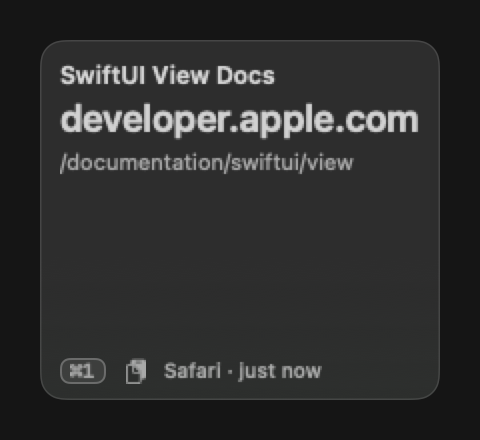 SwiftUI View Docs
developer.apple.com
/documentation/swiftui/view
⌘1 Safari · just now